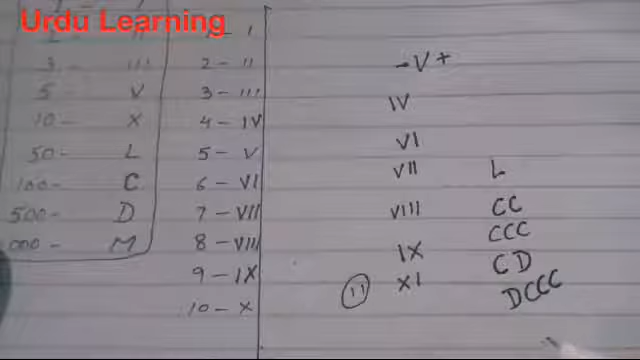 Urdu Learning
3 III
5 V
10 - X
50 - L
100 - C
500 - D
000 - M
1 - I
2 - II
3 - III
4 - IV
5 - V
6 - VI
7 - VII
8 - VIII
9 - IX
10 - X
- V +
IV
VI
VII
VIII
IX
11 XI
L
CC
CCC
CD
DCCC